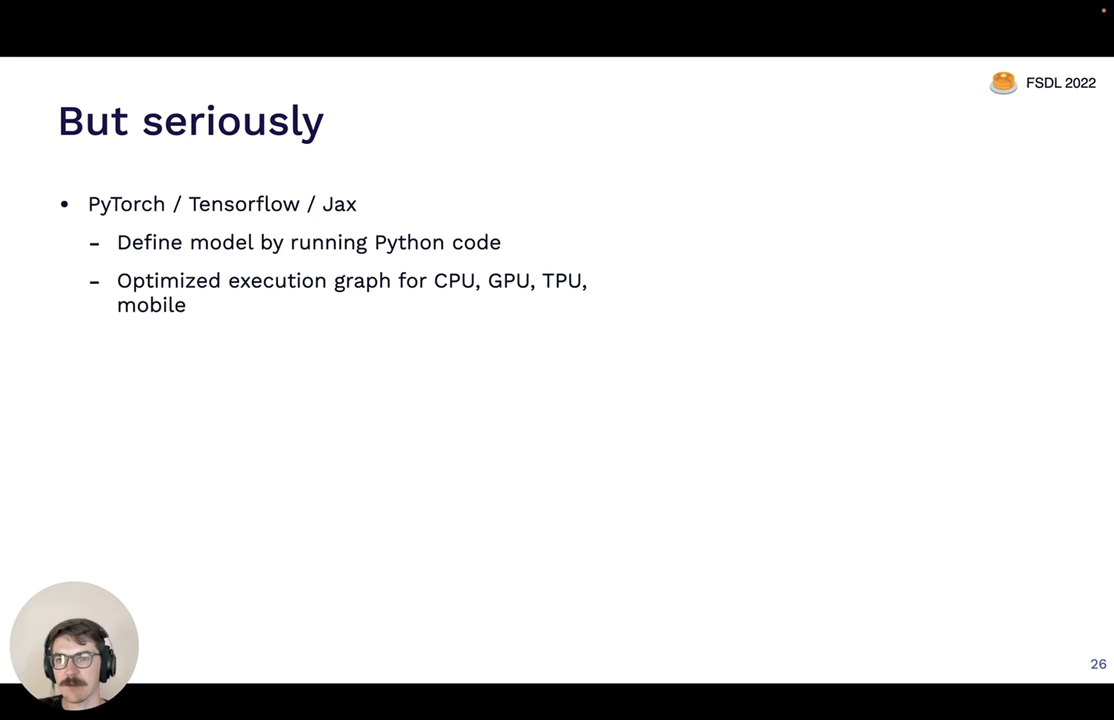 FSDL 2022
But seriously
• PyTorch / Tensorflow / Jax
- Define model by running Python code
- Optimized execution graph for CPU, GPU, TPU,
mobile
26